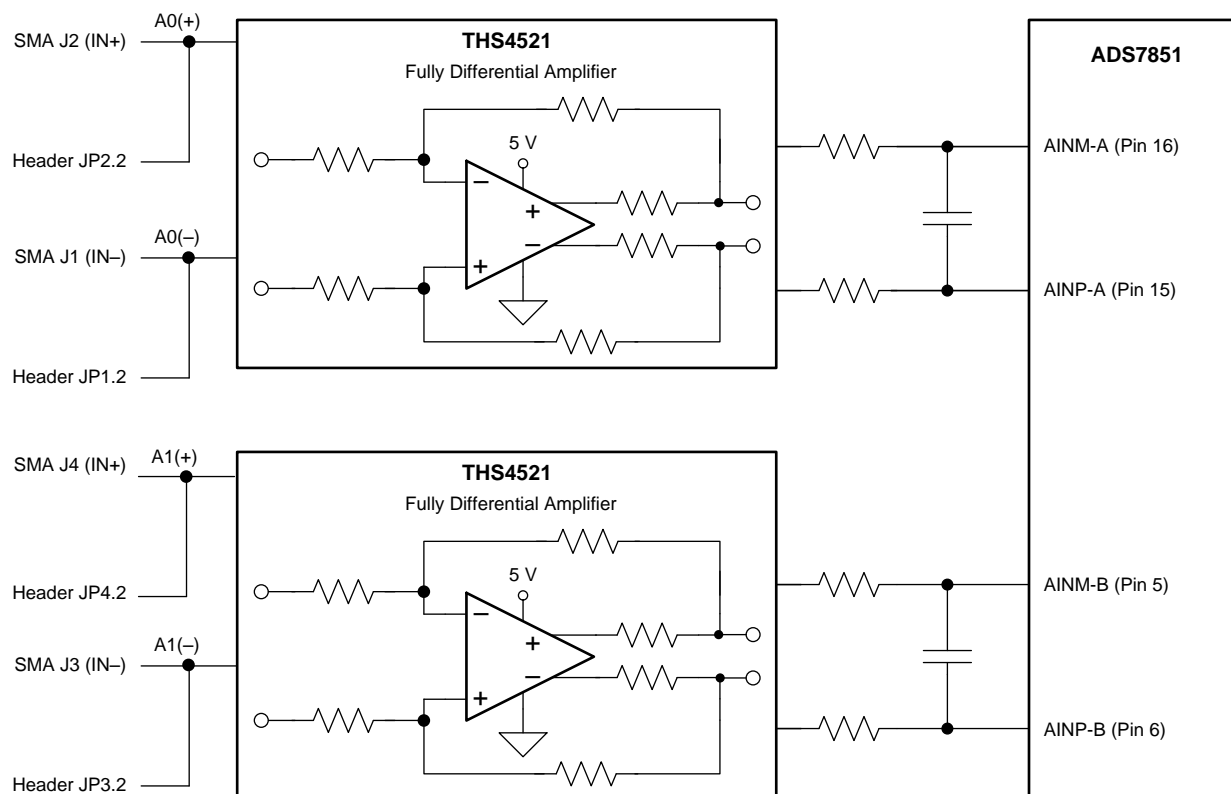 A0(+)
SMA J2 (IN+)
THS4521
Fully Differential Amplifier
ADS7851
5 V
Header JP2.2
AINM-A (Pin 16)
−
+
A0(–)
SMA J1 (IN–)
−
+
AINP-A (Pin 15)
Header JP1.2
A1(+)
SMA J4 (IN+)
THS4521
Fully Differential Amplifier
5 V
Header JP4.2
AINM-B (Pin 5)
−
+
A1(–)
SMA J3 (IN–)
−
+
AINP-B (Pin 6)
Header JP3.2